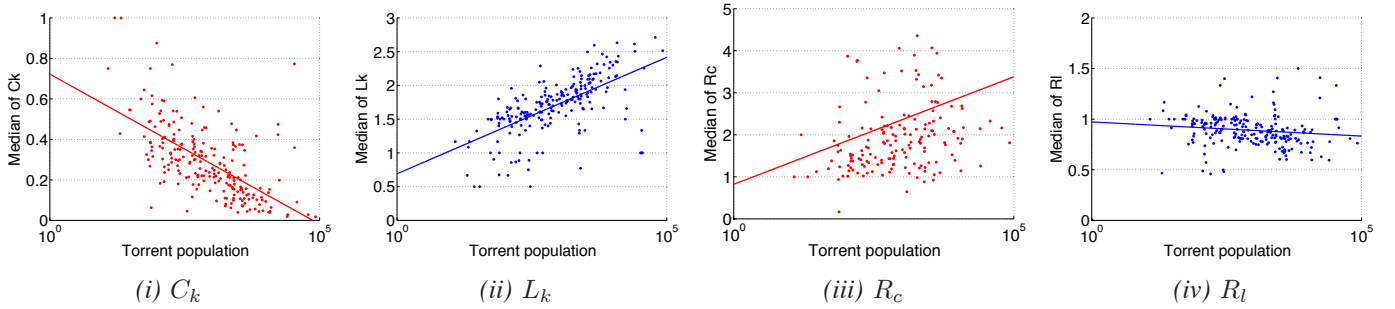 1
0.8
0.6
0.4
0.2
0
10^0
10^5
Median of Ck
Torrent population
(i) C_k
3
2.5
2
1.5
1
0.5
0
10^0
10^5
Median of Lk
Torrent population
(ii) L_k
5
4
3
2
1
0
10^0
10^5
Median of Rc
Torrent population
(iii) R_c
2
1.5
1
0.5
0
10^0
10^5
Median of Rl
Torrent population
(iv) R_l